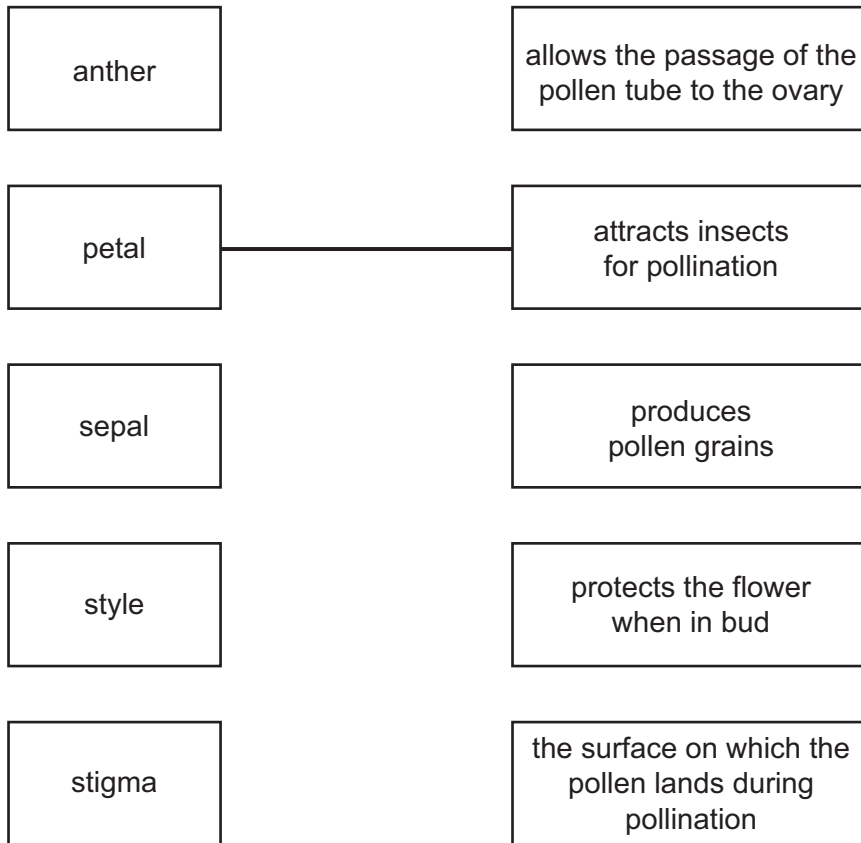 anther
allows the passage of the
pollen tube to the ovary
petal
attracts insects
for pollination
sepal
produces
pollen grains
style
protects the flower
when in bud
stigma
the surface on which the
pollen lands during
pollination